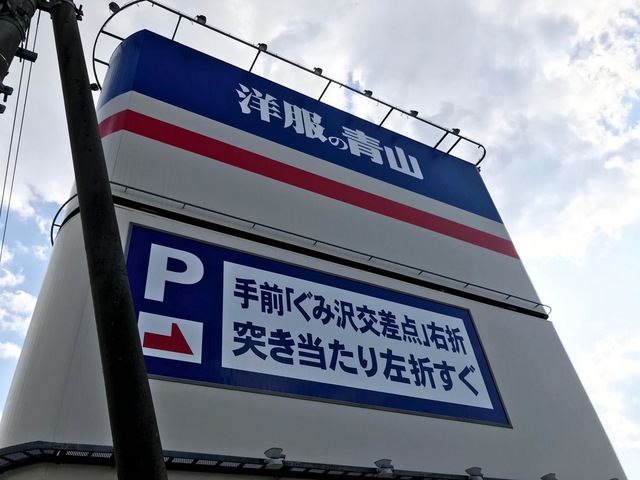 洋服の青山
P
手前「ぐみ沢交差点」右折
突き当たり左折すぐ